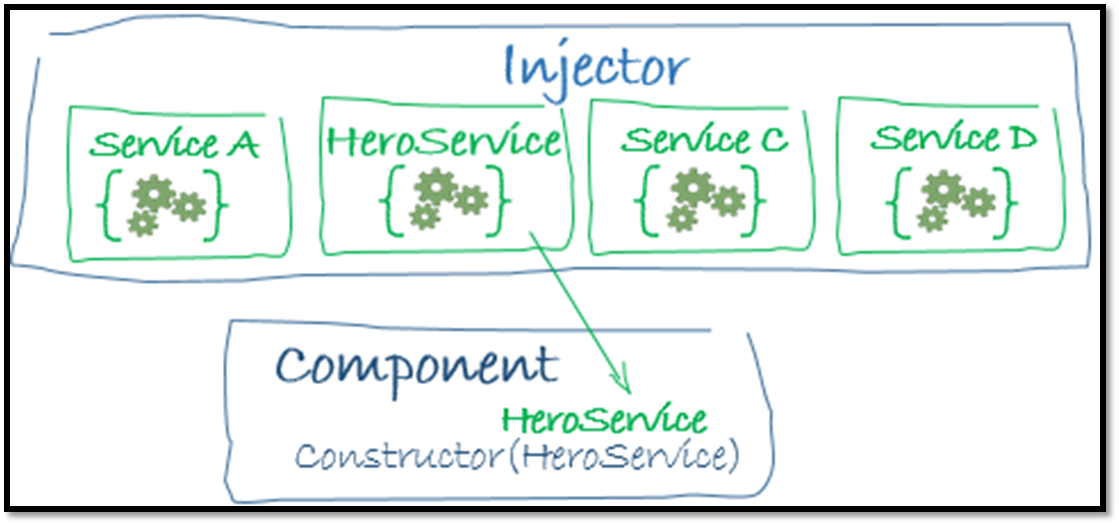 Injector
Service A HeroService Service C Service D
Component
HeroService
Constructor(HeroService)